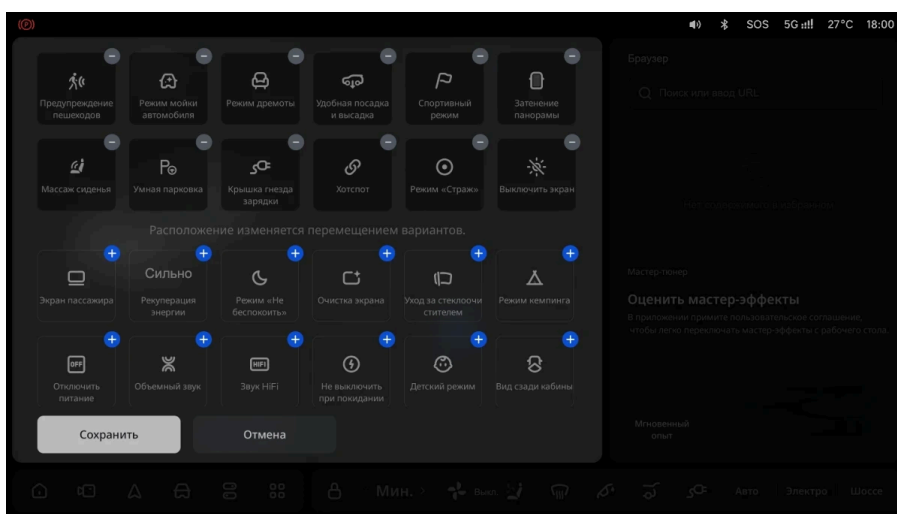 (P)
SOS 5G 27°C 18:00
Предупреждение пешеходов
Режим мойки автомобиля
Режим дремоты
Удобная посадка и высадка
Спортивный режим
Затенение панорамы
Массаж сиденья
Умная парковка
Крышка гнезда зарядки
Хотспот
Режим «Страж»
Выключить экран
Расположение изменяется перемещением вариантов.
Экран пассажира
Сильно
Рекуперация энергии
Режим «Не беспокоить»
Очистка экрана
Уход за стеклоочи
стителем
Режим кемпинга
OFF
Отключить питание
Объемный звук
HIFI
Звук HiFi
Не выключить при покидании
Детский режим
Вид сзади кабины
Сохранить
Отмена
Браузер
Поиск или ввод URL
Мастер-Номер
Оценить мастер-эффекты
В приложении примите пользовательское соглашение,
чтобы легко переключать мастер-эффекты с рабочего стола.
Мгновенный
опыт
Мин.
Выкл.
Авто
Электро
Шоссе